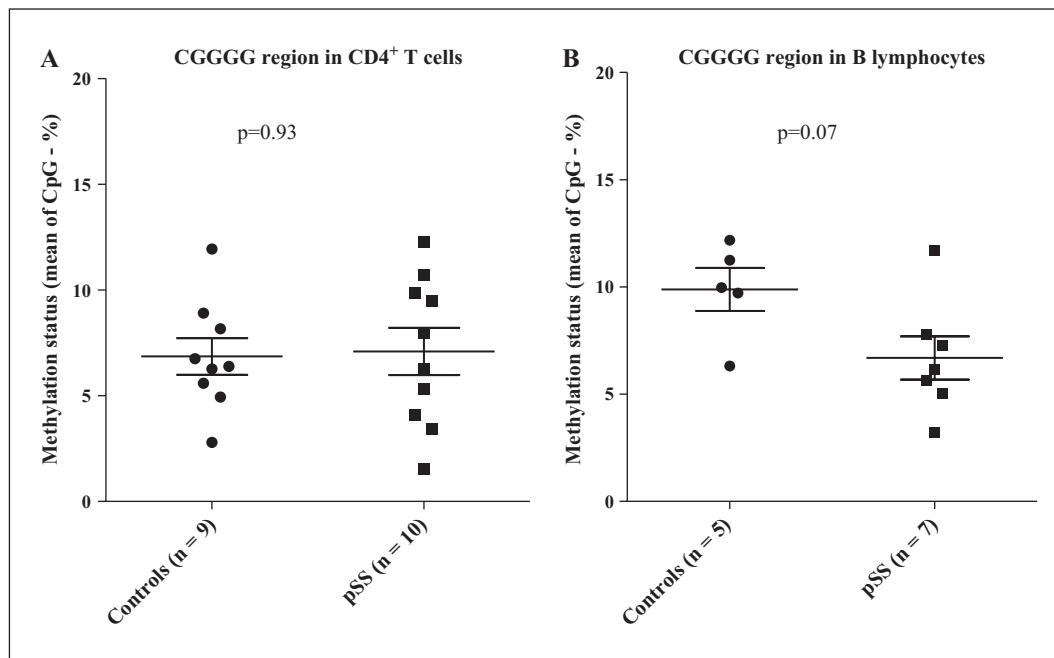 A
CGGGG region in CD4+ T cells
20
15
10
5
0
Methylation status (mean of CpG - %)
p=0.93
Controls (n = 9)
pSS (n = 10)
B
CGGGG region in B lymphocytes
20
15
10
5
0
Methylation status (mean of CpG - %)
p=0.07
Controls (n = 5)
pSS (n = 7)